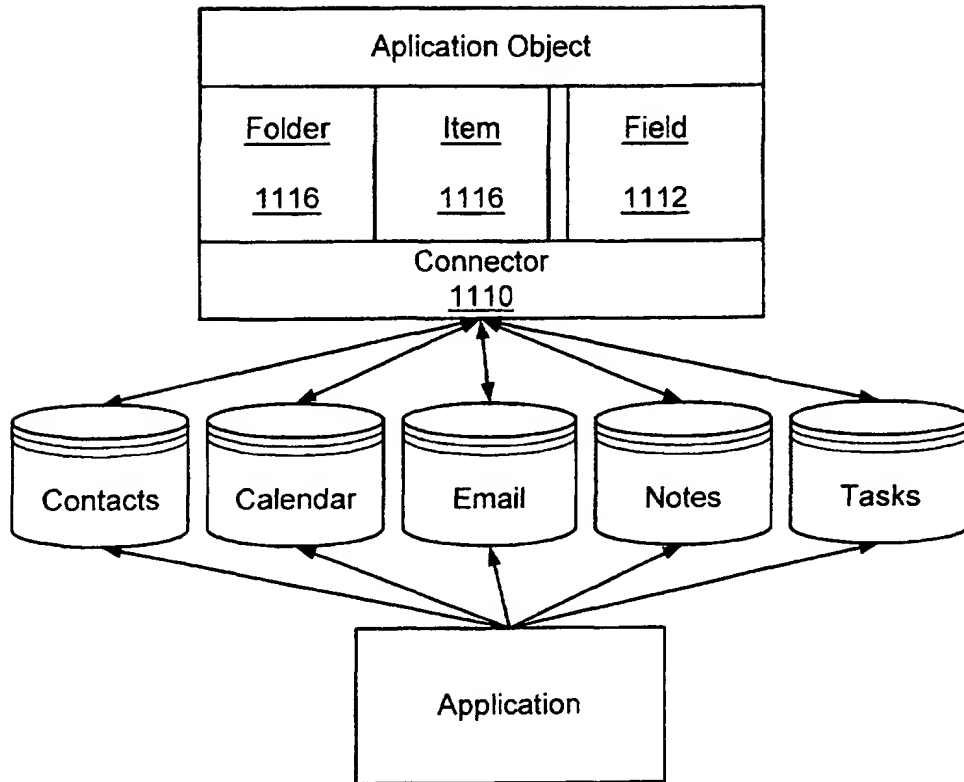 Aplication Object
Folder
Item
Field
1116
1116
1112
Connector
1110
Contacts
Calendar
Email
Notes
Tasks
Application